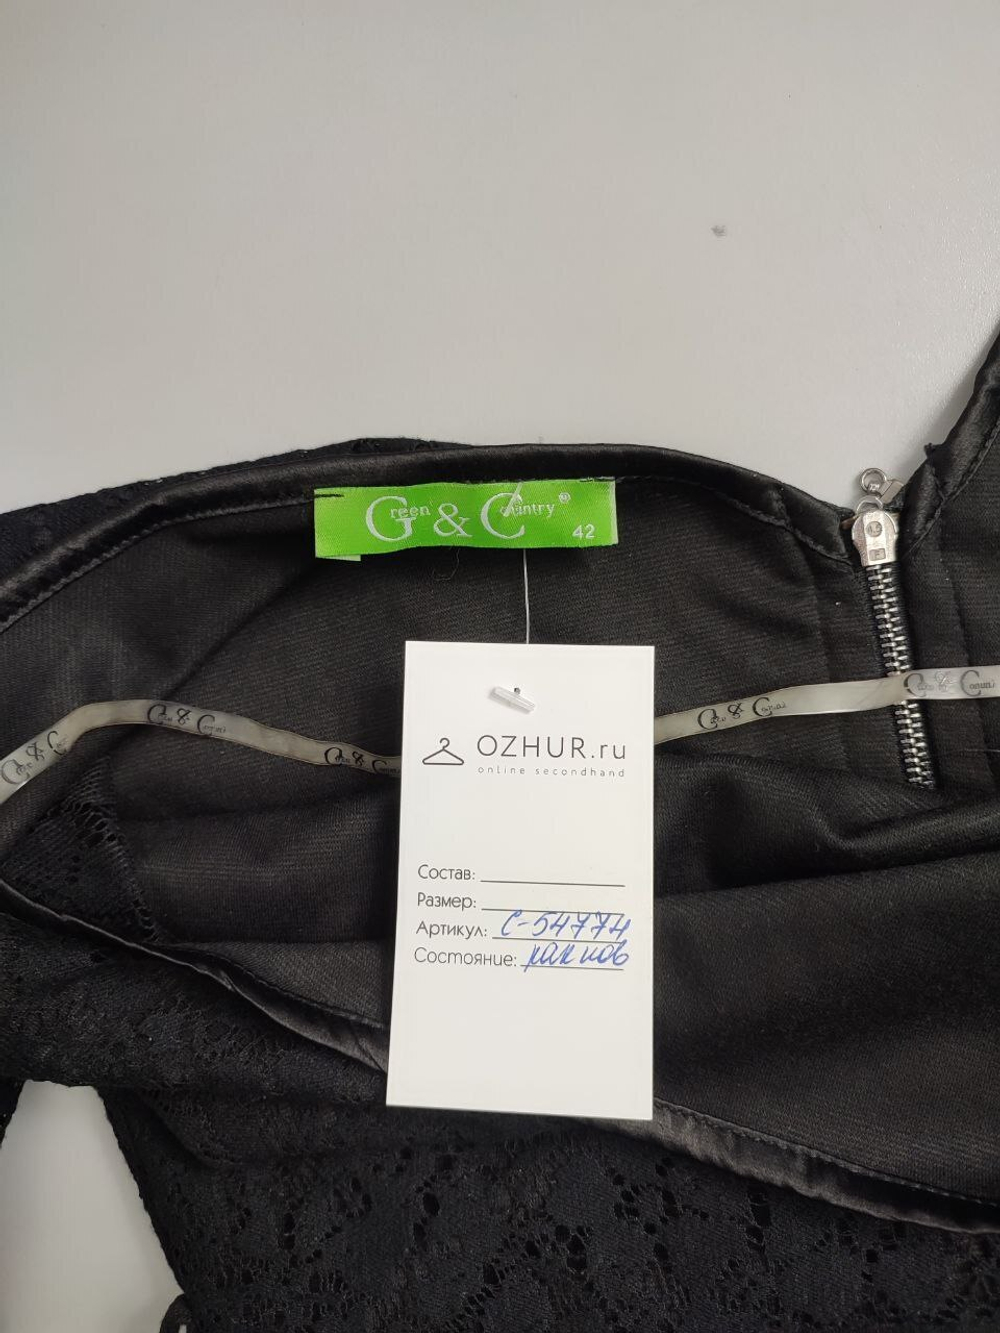 Green & Country ®
42
OZHUR.ru
online secondhand
Состав:
Размер:
Артикул: С-54774
Состояние: как нов